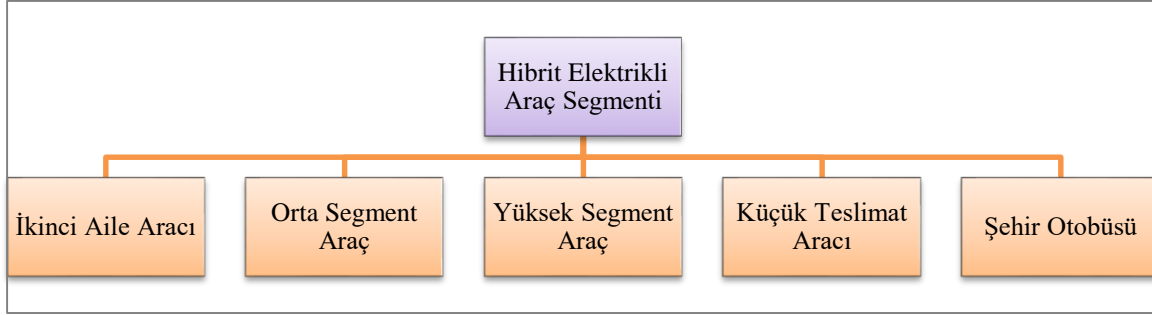 Hibrit Elektrikli
Araç Segmenti
İkinci Aile Aracı
Orta Segment
Araç
Yüksek Segment
Araç
Küçük Teslimat
Aracı
Şehir Otobüsü